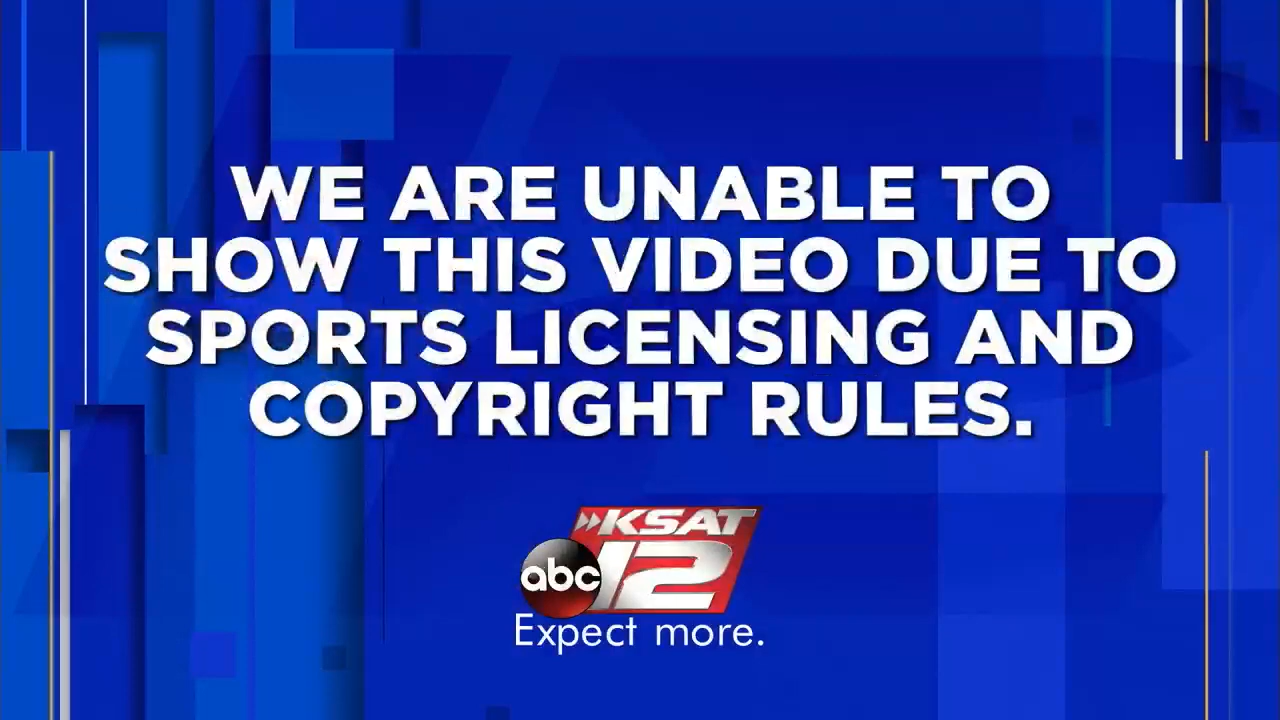 WE ARE UNABLE TO
SHOW THIS VIDEO DUE TO
SPORTS LICENSING AND
COPYRIGHT RULES.
KSAT
abc 12
Expect more.